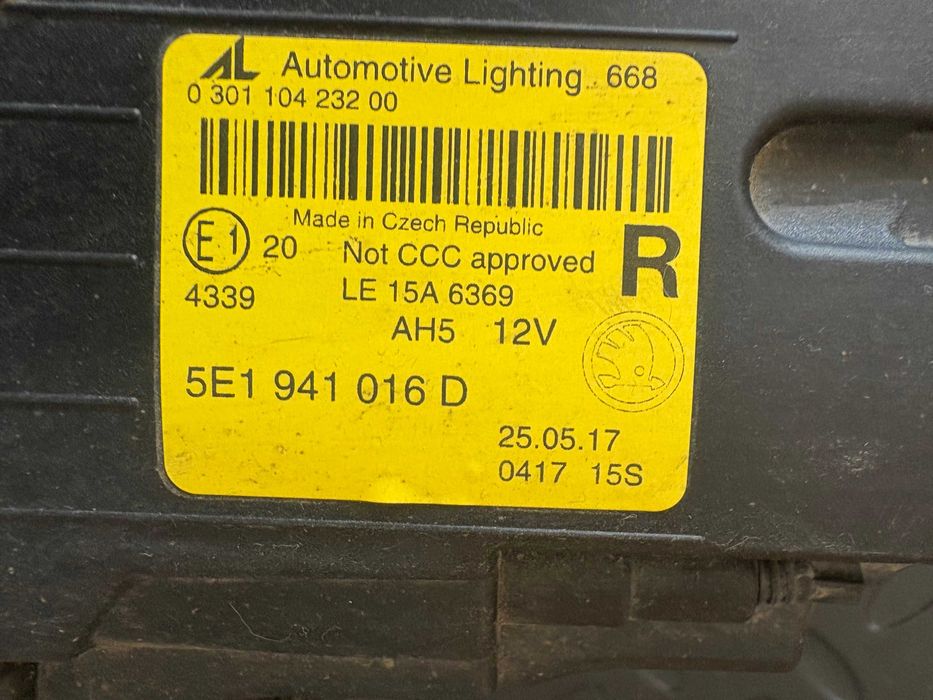 AL Automotive Lighting 668
0 301 104 232 00
Made in Czech Republic
E1 20 Not CCC approved R
4339 LE 15A 6369
AH5 12V
5E1 941 016 D
25.05.17
0417 15S